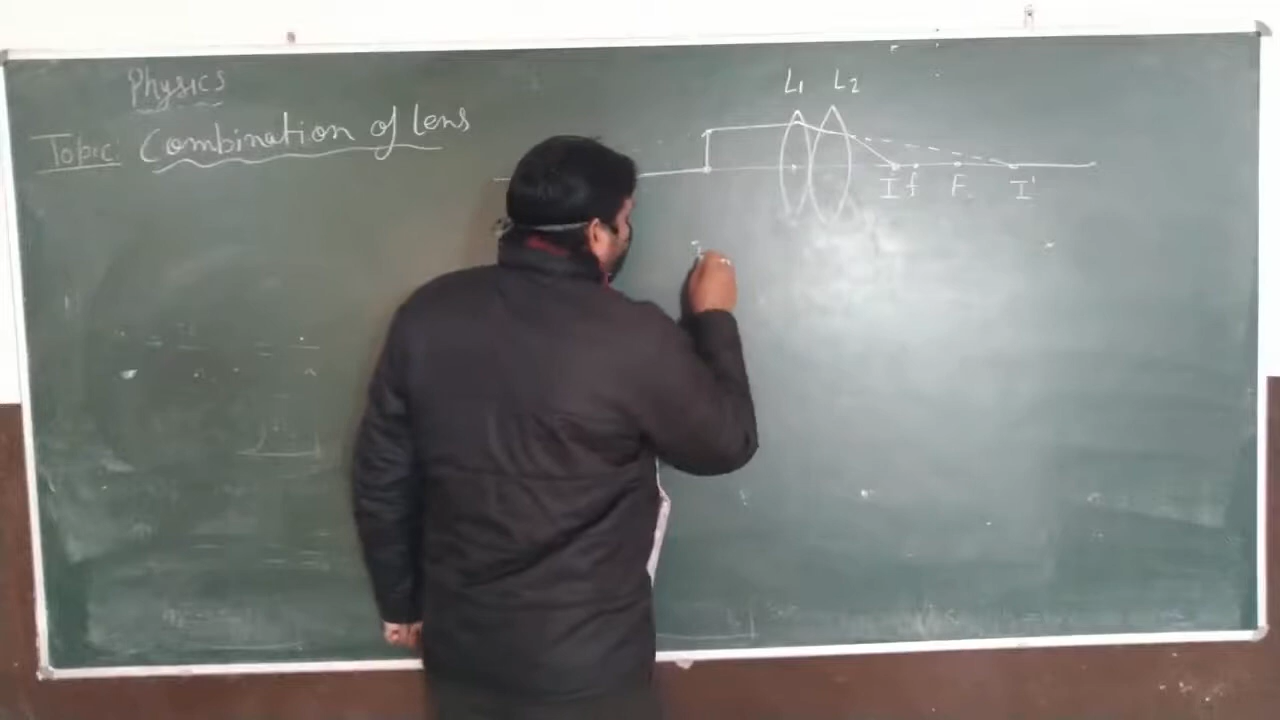 Physics
Topic: Combination of lens
L₁ L₂
I f F I'